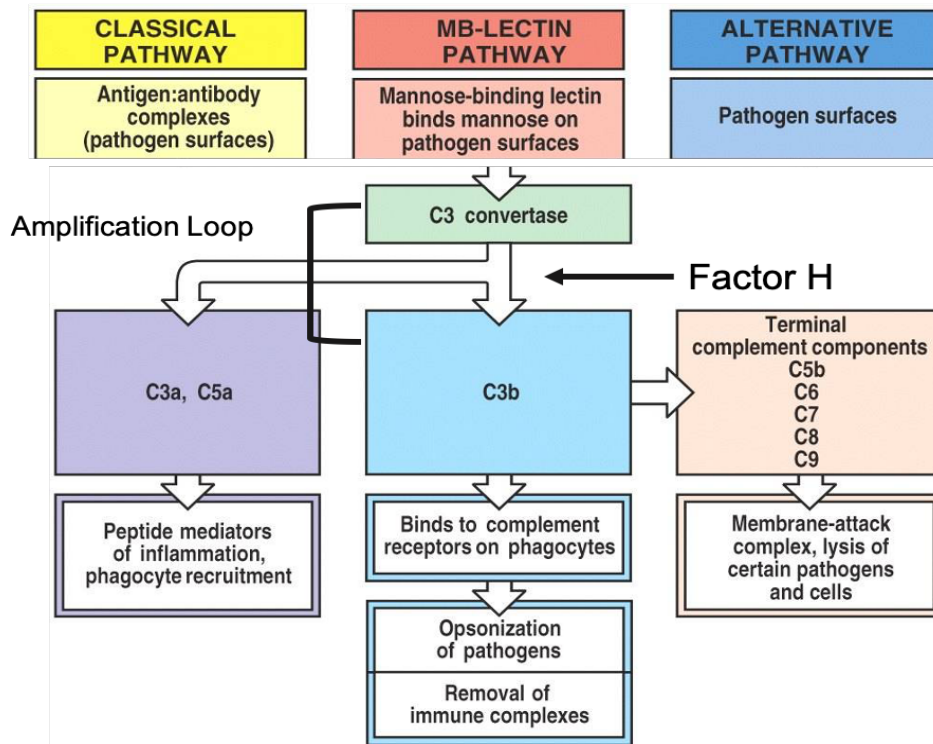 CLASSICAL
PATHWAY
MB-LECTIN
PATHWAY
ALTERNATIVE
PATHWAY
Antigen:antibody
complexes
(pathogen surfaces)
Mannose-binding lectin
binds mannose on
pathogen surfaces
Pathogen surfaces
C3 convertase
Amplification Loop
Factor H
C3a, C5a
C3b
Terminal
complement components
C5b
C6
C7
C8
C9
Peptide mediators
of inflammation,
phagocyte recruitment
Binds to complement
receptors on phagocytes
Membrane-attack
complex, lysis of
certain pathogens
and cells
Opsonization
of pathogens
Removal of
immune complexes